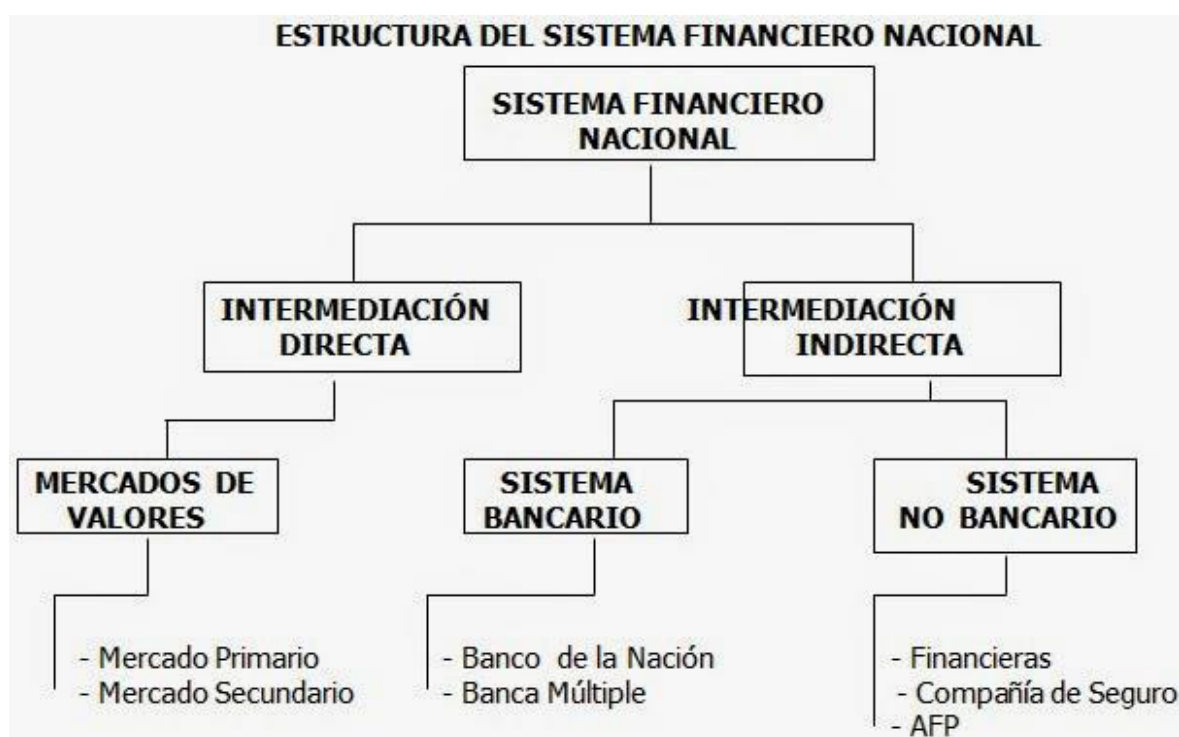 ESTRUCTURA DEL SISTEMA FINANCIERO NACIONAL
SISTEMA FINANCIERO
NACIONAL
INTERMEDIACIÓN
DIRECTA
INTERMEDIACIÓN
INDIRECTA
MERCADOS DE
VALORES
SISTEMA
BANCARIO
SISTEMA
NO BANCARIO
- Mercado Primario
- Mercado Secundario
- Banco de la Nación
- Banca Múltiple
- Financieras
- Compañía de Seguro
- AFP